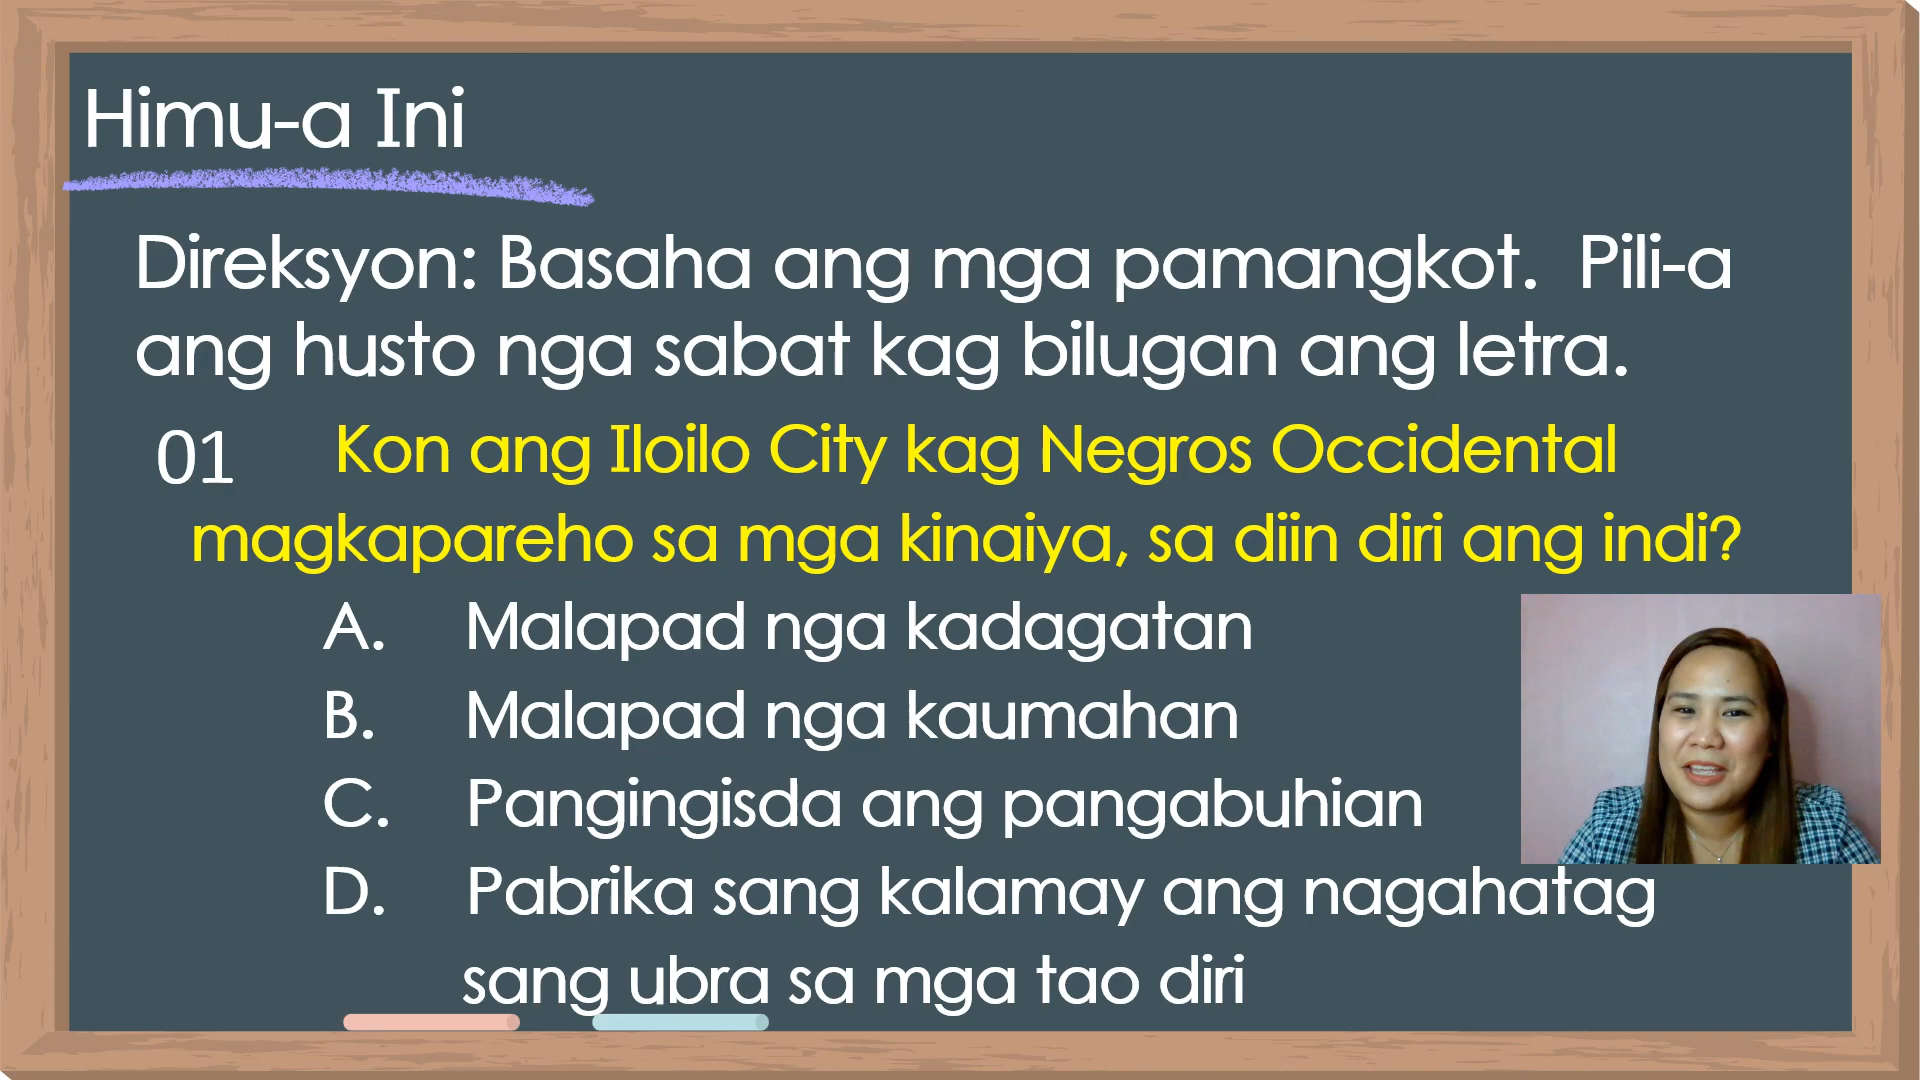 Himu-a Ini
Direksyon: Basaha ang mga pamangkot. Pili-a
ang husto nga sabat kag bilugan ang letra.
01 Kon ang Iloilo City kag Negros Occidental
magkapareho sa mga kinaiya, sa diin diri ang indi?
A. Malapad nga kadagatan
B. Malapad nga kaumahan
C. Pangingisda ang pangabuhian
D. Pabrika sang kalamay ang nagahatag
sang ubra sa mga tao diri